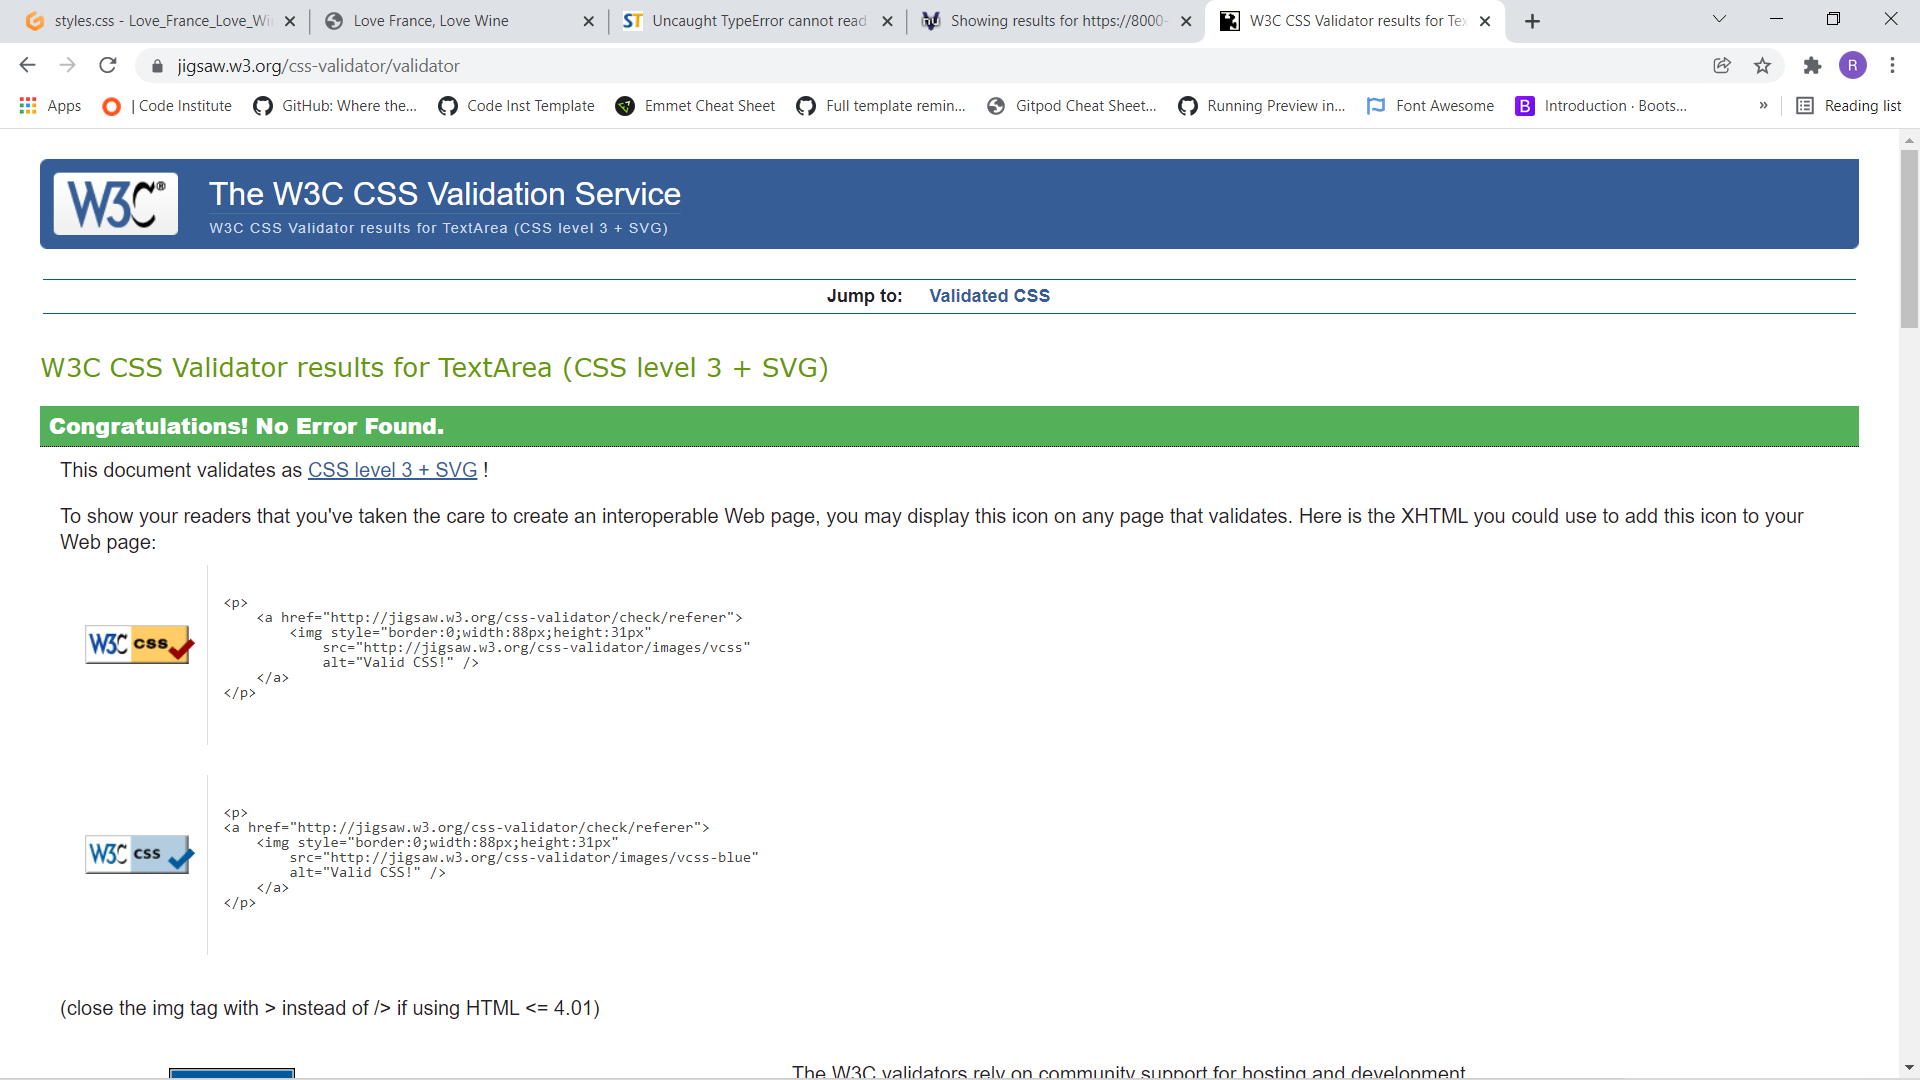 styles.css - Love_France_Love_Wi
Love France, Love Wine
ST Uncaught TypeError cannot read
nu Showing results for https://8000-
W3C CSS Validator results for Tex
jigsaw.w3.org/css-validator/validator
R
Apps
| Code Institute
GitHub: Where the...
Code Inst Template
Emmet Cheat Sheet
Full template remin...
Gitpod Cheat Sheet...
Running Preview in...
Font Awesome
B Introduction · Boots...
»
Reading list
W3C®
The W3C CSS Validation Service
W3C CSS Validator results for TextArea (CSS level 3 + SVG)
Jump to: Validated CSS
W3C CSS Validator results for TextArea (CSS level 3 + SVG)
Congratulations! No Error Found.
This document validates as CSS level 3 + SVG !
To show your readers that you've taken the care to create an interoperable Web page, you may display this icon on any page that validates. Here is the XHTML you could use to add this icon to your
Web page:
W3C css
<p>
<a href="http://jigsaw.w3.org/css-validator/check/referer">
<img style="border:0;width:88px;height:31px"
src="http://jigsaw.w3.org/css-validator/images/vcss"
alt="Valid CSS!" />
</a>
</p>
W3C css
<p>
<a href="http://jigsaw.w3.org/css-validator/check/referer">
<img style="border:0;width:88px;height:31px"
src="http://jigsaw.w3.org/css-validator/images/vcss-blue"
alt="Valid CSS!" />
</a>
</p>
(close the img tag with > instead of /> if using HTML <= 4.01)
The W3C validators rely on community support for hosting and development.